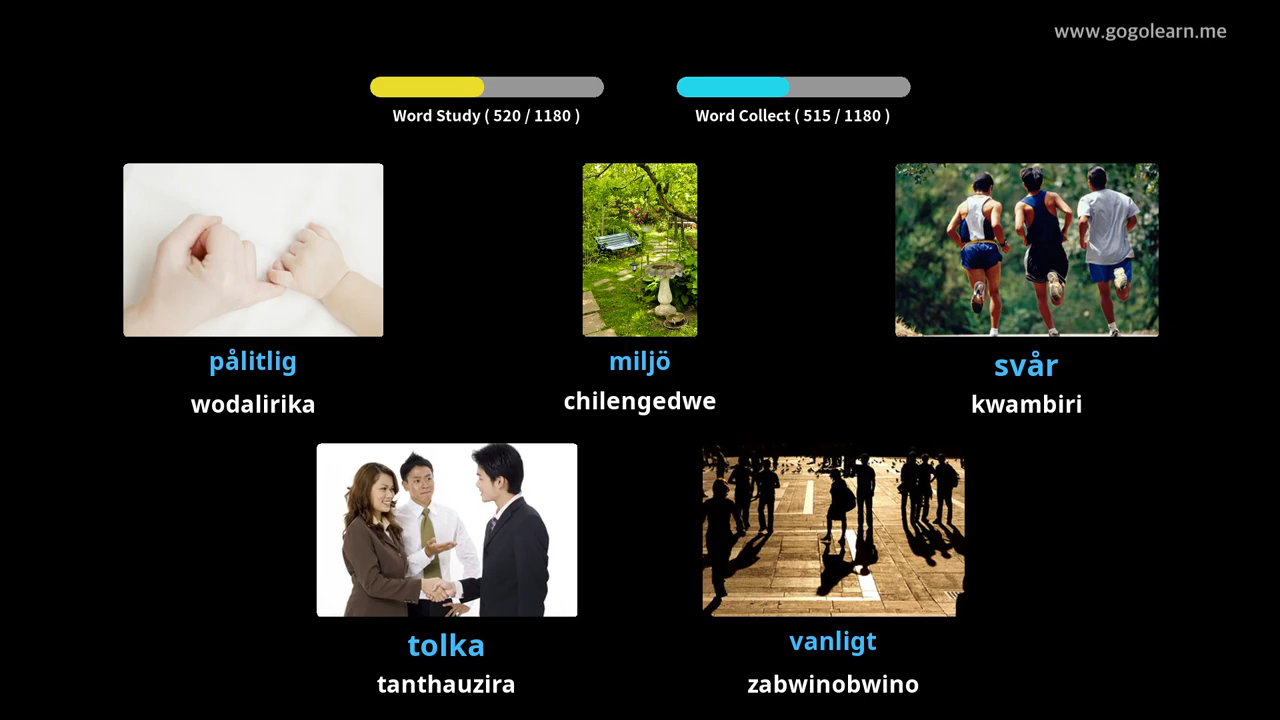 www.gogolearn.me
Word Study ( 520 / 1180 )
Word Collect ( 515 / 1180 )
pålitlig
wodalirika
miljö
chilengedwe
svår
kwambiri
tolka
tanthauzira
vanligt
zabwinobwino